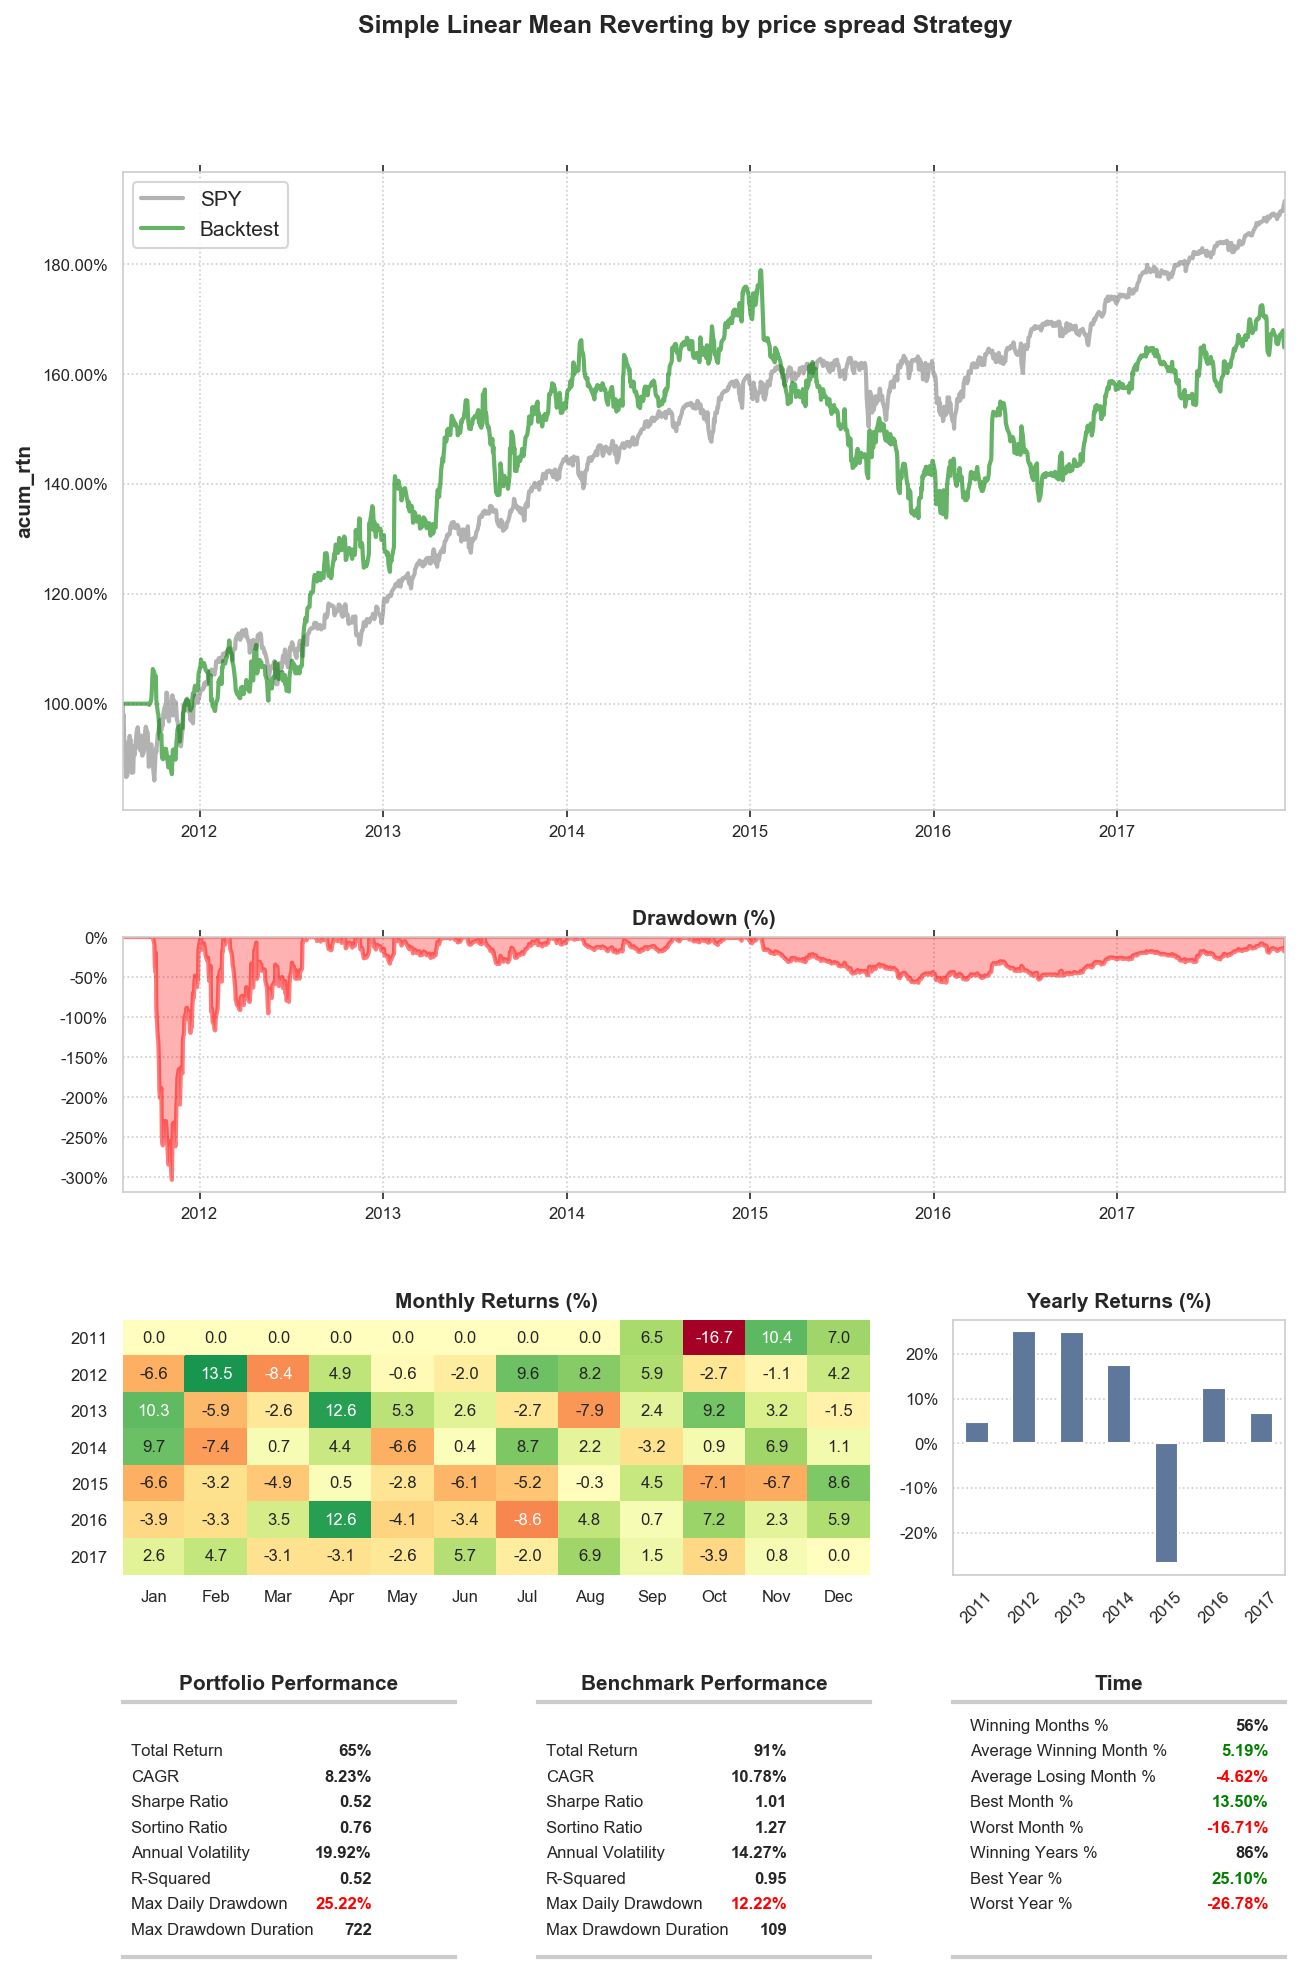 Simple Linear Mean Reverting by price spread Strategy
SPY
Backtest
acum_rtn
180.00%
160.00%
140.00%
120.00%
100.00%
2012 2013 2014 2015 2016 2017
Drawdown (%)
0%
-50%
-100%
-150%
-200%
-250%
-300%
2012 2013 2014 2015 2016 2017
Monthly Returns (%)
2011 0.0 0.0 0.0 0.0 0.0 0.0 0.0 0.0 6.5 -16.7 10.4 7.0
2012 -6.6 13.5 -8.4 4.9 -0.6 -2.0 9.6 8.2 5.9 -2.7 -1.1 4.2
2013 10.3 -5.9 -2.6 12.6 5.3 2.6 -2.7 -7.9 2.4 9.2 3.2 -1.5
2014 9.7 -7.4 0.7 4.4 -6.6 0.4 8.7 2.2 -3.2 0.9 6.9 1.1
2015 -6.6 -3.2 -4.9 0.5 -2.8 -6.1 -5.2 -0.3 4.5 -7.1 -6.7 8.6
2016 -3.9 -3.3 3.5 12.6 -4.1 -3.4 -8.6 4.8 0.7 7.2 2.3 5.9
2017 2.6 4.7 -3.1 -3.1 -2.6 5.7 -2.0 6.9 1.5 -3.9 0.8 0.0
Jan Feb Mar Apr May Jun Jul Aug Sep Oct Nov Dec
Yearly Returns (%)
20%
10%
0%
-10%
-20%
2011 2012 2013 2014 2015 2016 2017
Portfolio Performance
Total Return 65%
CAGR 8.23%
Sharpe Ratio 0.52
Sortino Ratio 0.76
Annual Volatility 19.92%
R-Squared 0.52
Max Daily Drawdown 25.22%
Max Drawdown Duration 722
Benchmark Performance
Total Return 91%
CAGR 10.78%
Sharpe Ratio 1.01
Sortino Ratio 1.27
Annual Volatility 14.27%
R-Squared 0.95
Max Daily Drawdown 12.22%
Max Drawdown Duration 109
Time
Winning Months % 56%
Average Winning Month % 5.19%
Average Losing Month % -4.62%
Best Month % 13.50%
Worst Month % -16.71%
Winning Years % 86%
Best Year % 25.10%
Worst Year % -26.78%